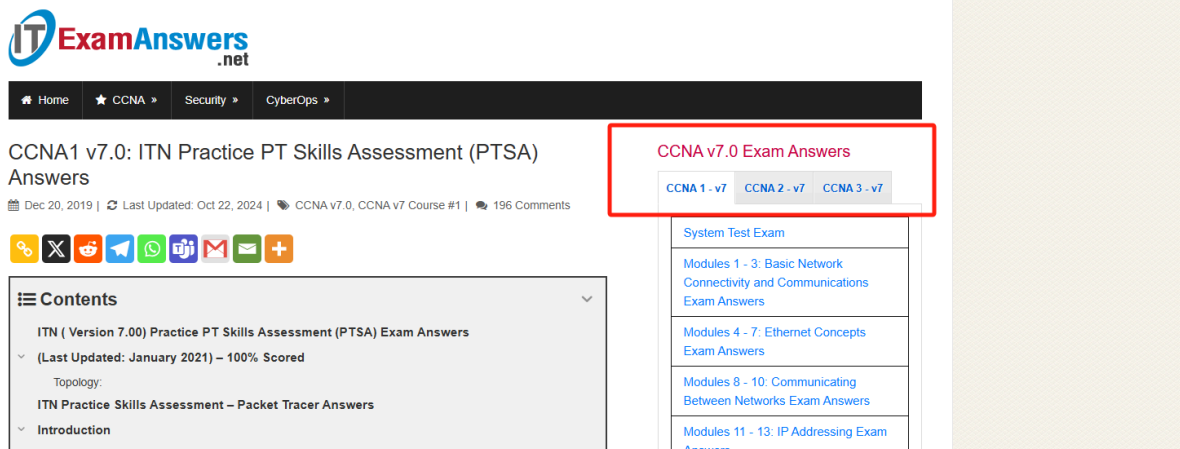 IT ExamAnswers
.net
Home CCNA » Security » CyberOps »
CCNA1 v7.0: ITN Practice PT Skills Assessment (PTSA)
Answers
Dec 20, 2019 | Last Updated: Oct 22, 2024 | CCNA v7.0, CCNA v7 Course #1 | 196 Comments
Contents
ITN ( Version 7.00) Practice PT Skills Assessment (PTSA) Exam Answers
(Last Updated: January 2021) – 100% Scored
Topology:
ITN Practice Skills Assessment – Packet Tracer Answers
Introduction
CCNA v7.0 Exam Answers
CCNA 1 - v7 CCNA 2 - v7 CCNA 3 - v7
System Test Exam
Modules 1 - 3: Basic Network
Connectivity and Communications
Exam Answers
Modules 4 - 7: Ethernet Concepts
Exam Answers
Modules 8 - 10: Communicating
Between Networks Exam Answers
Modules 11 - 13: IP Addressing Exam